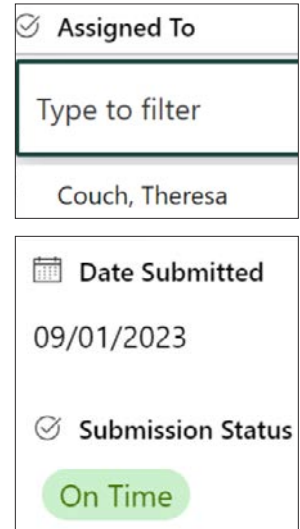 Assigned To
Type to filter
Couch, Theresa
Date Submitted
09/01/2023
Submission Status
On Time